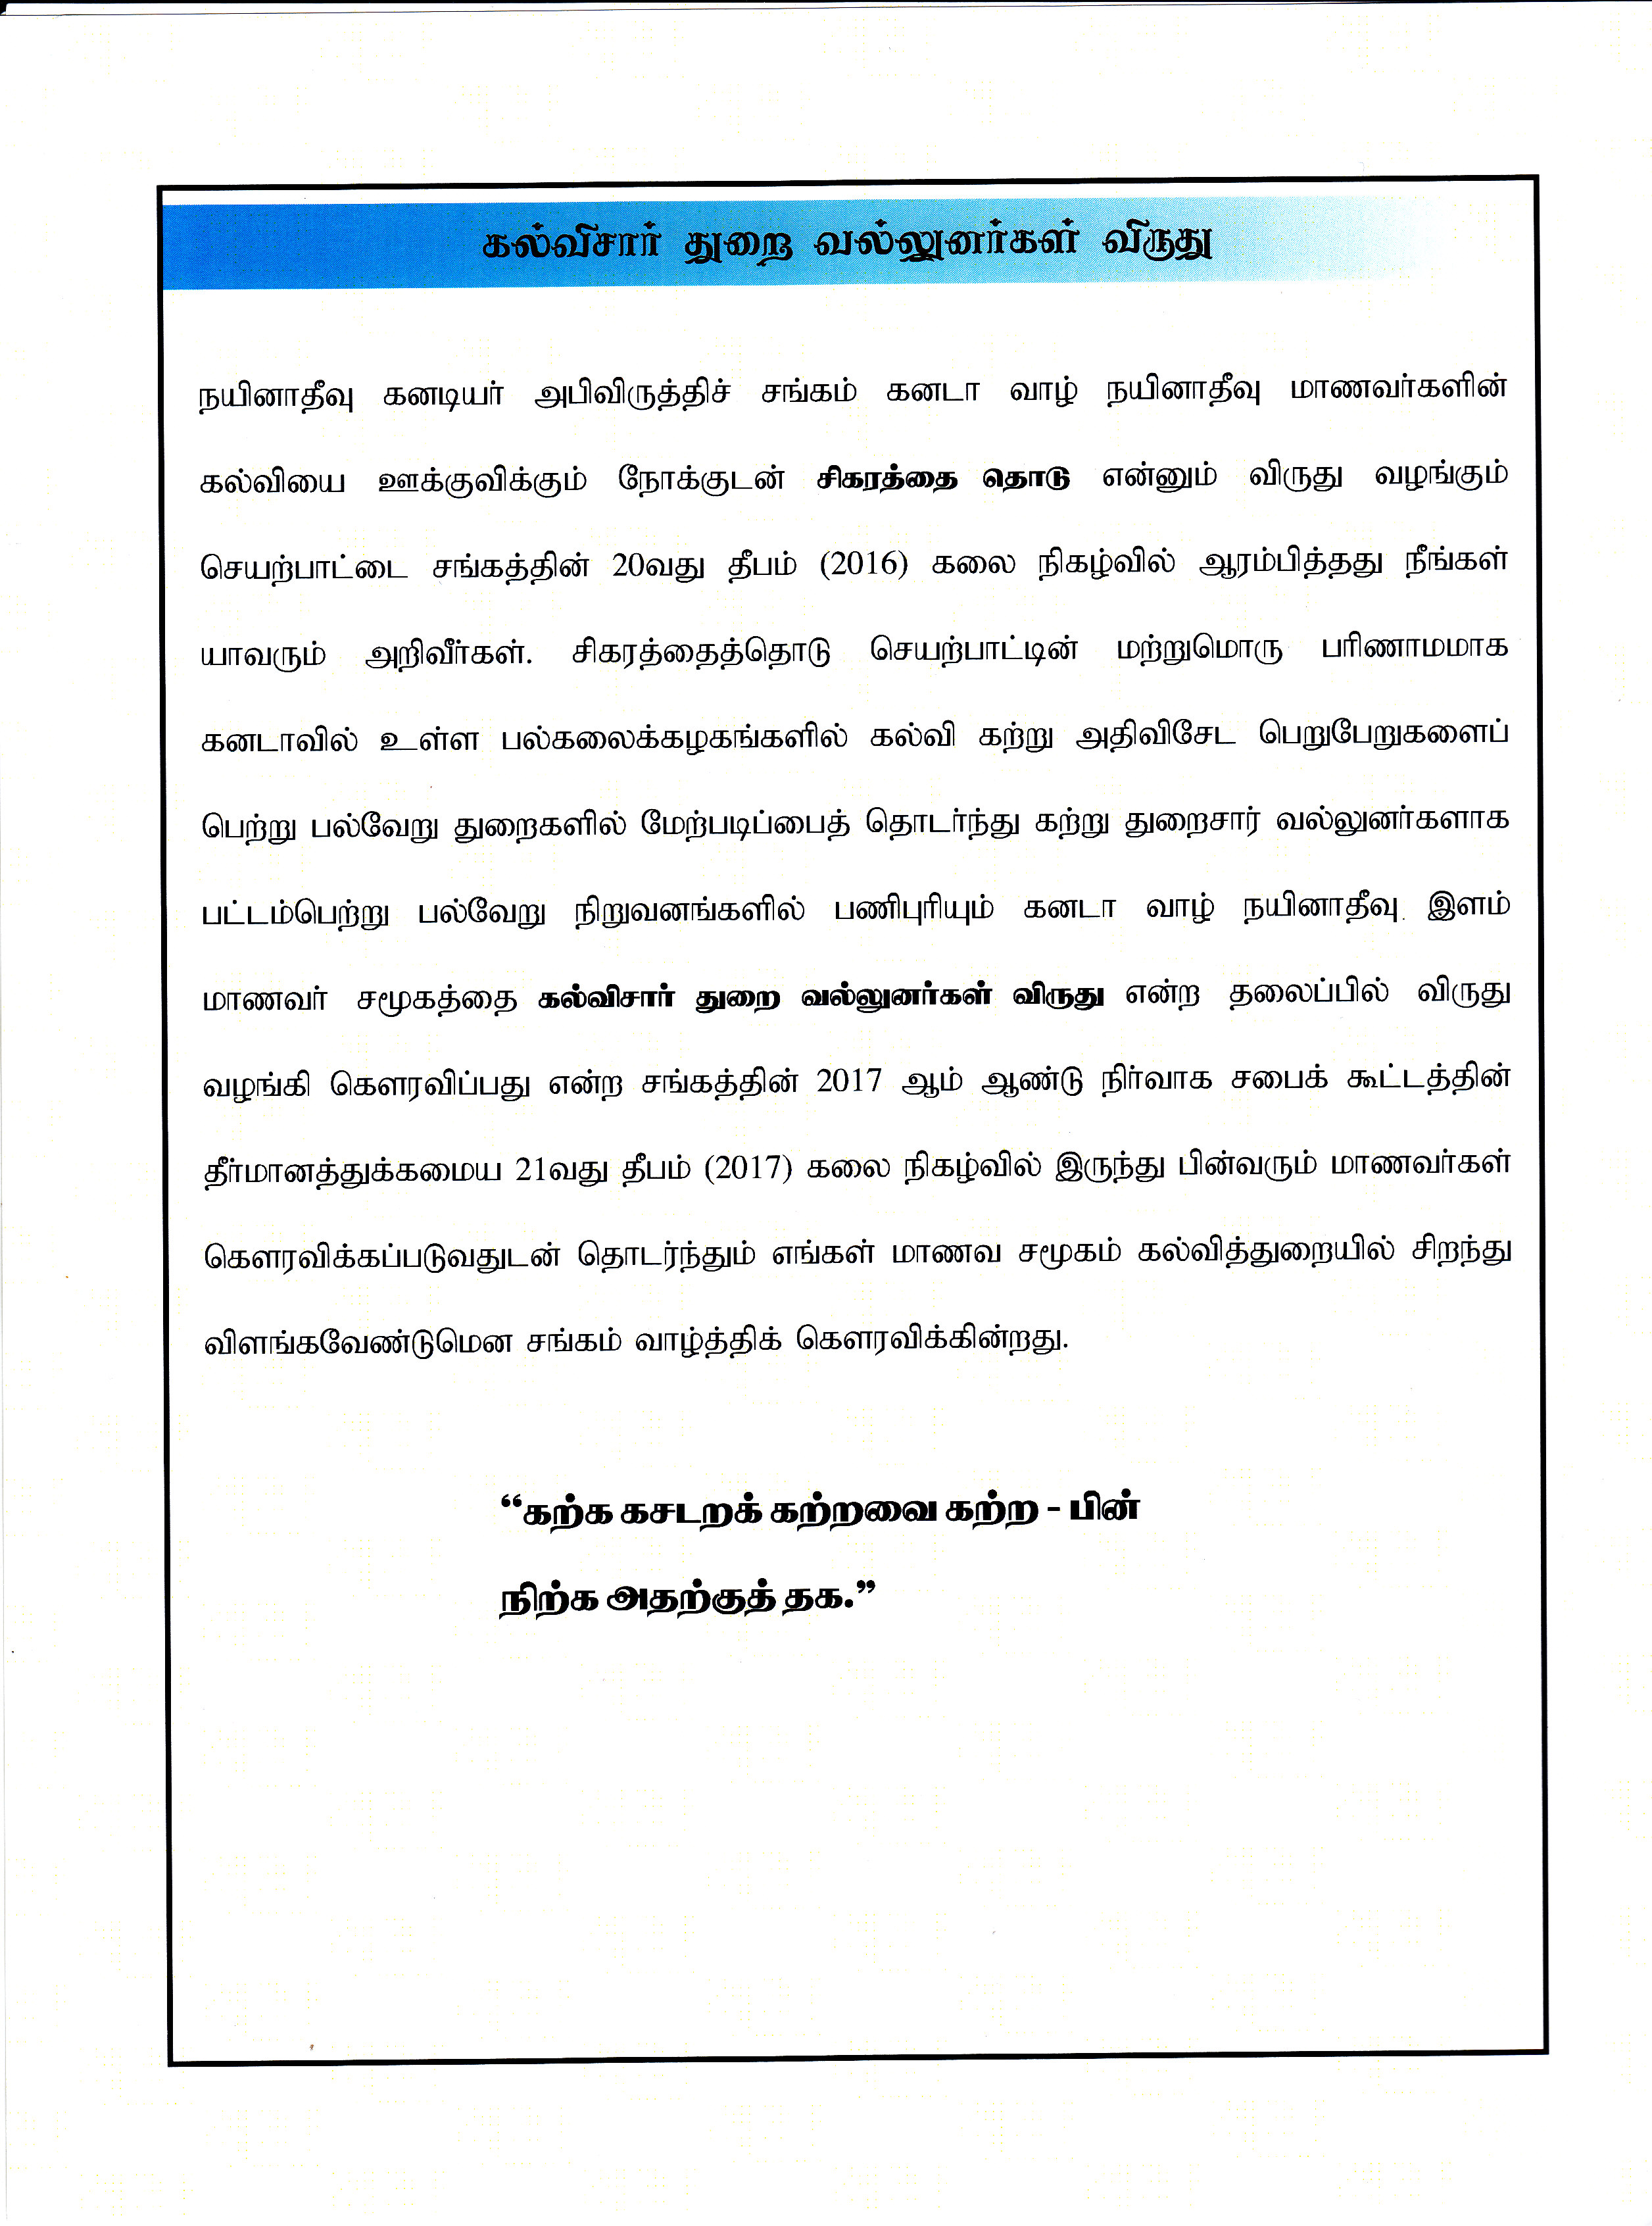 கல்விசார் துறை வல்லுனர்கள் விருது
நயினாதீவு கனடியர் அபிவிருத்திச் சங்கம் கனடா வாழ் நயினாதீவு மாணவர்களின்
கல்வியை ஊக்குவிக்கும் நோக்குடன் சிகரத்தை தொடு என்னும் விருது வழங்கும்
செயற்பாட்டை சங்கத்தின் 20வது தீபம் (2016) கலை நிகழ்வில் ஆரம்பித்தது நீங்கள்
யாவரும் அறிவீர்கள். சிகரத்தைத்தொடு செயற்பாட்டின் மற்றுமொரு பரிணாமமாக
கனடாவில் உள்ள பல்கலைக்கழகங்களில் கல்வி கற்று அதிவிசேட பெறுபேறுகளைப்
பெற்று பல்வேறு துறைகளில் மேற்படிப்பைத் தொடர்ந்து கற்று துறைசார் வல்லுனர்களாக
பட்டம்பெற்று பல்வேறு நிறுவனங்களில் பணிபுரியும் கனடா வாழ் நயினாதீவு இளம்
மாணவர் சமூகத்தை கல்விசார் துறை வல்லுனர்கள் விருது என்ற தலைப்பில் விருது
வழங்கி கௌரவிப்பது என்ற சங்கத்தின் 2017 ஆம் ஆண்டு நிர்வாக சபைக் கூட்டத்தின்
தீர்மானத்துக்கமைய 21வது தீபம் (2017) கலை நிகழ்வில் இருந்து பின்வரும் மாணவர்கள்
கௌரவிக்கப்படுவதுடன் தொடர்ந்தும் எங்கள் மாணவ சமூகம் கல்வித்துறையில் சிறந்து
விளங்கவேண்டுமென சங்கம் வாழ்த்திக் கௌரவிக்கின்றது.
“கற்க கசடறக் கற்றவை கற்ற - பின்
நிற்க அதற்குத் தக.”